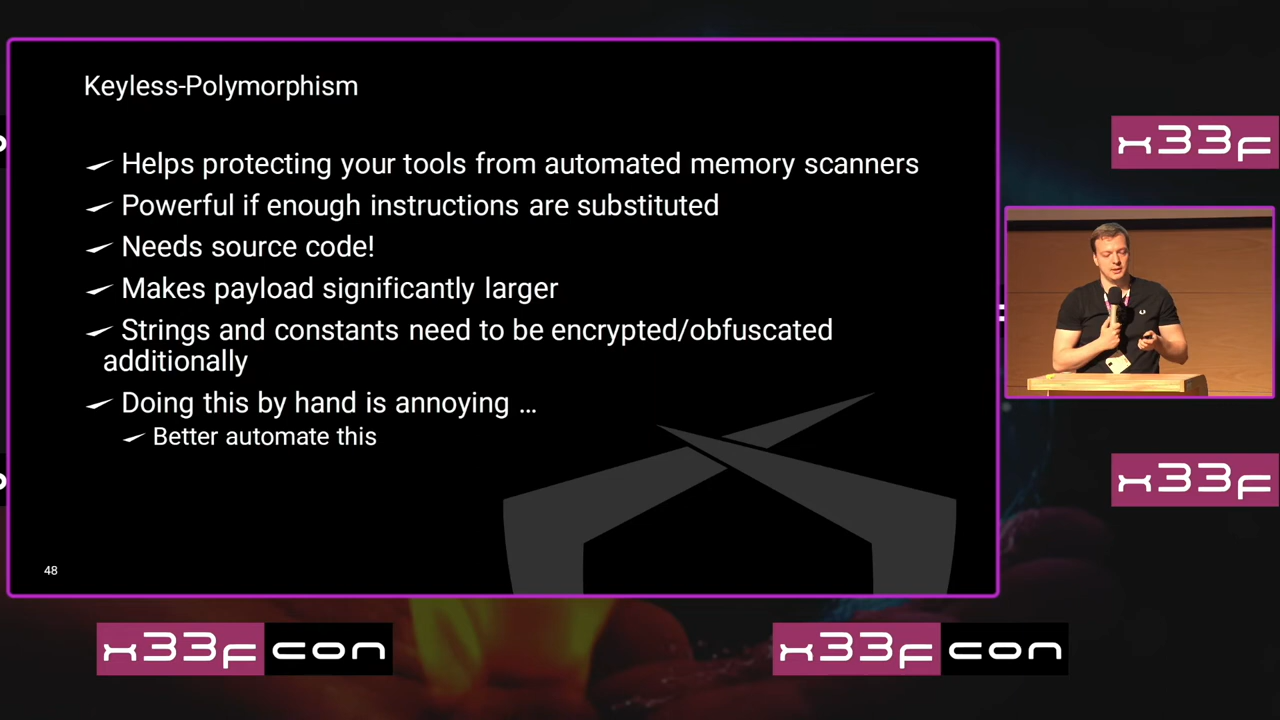 Keyless-Polymorphism
Helps protecting your tools from automated memory scanners
Powerful if enough instructions are substituted
Needs source code!
Makes payload significantly larger
Strings and constants need to be encrypted/obfuscated
additionally
Doing this by hand is annoying ...
Better automate this
48
x33f
x33f
x33fcon
x33fcon